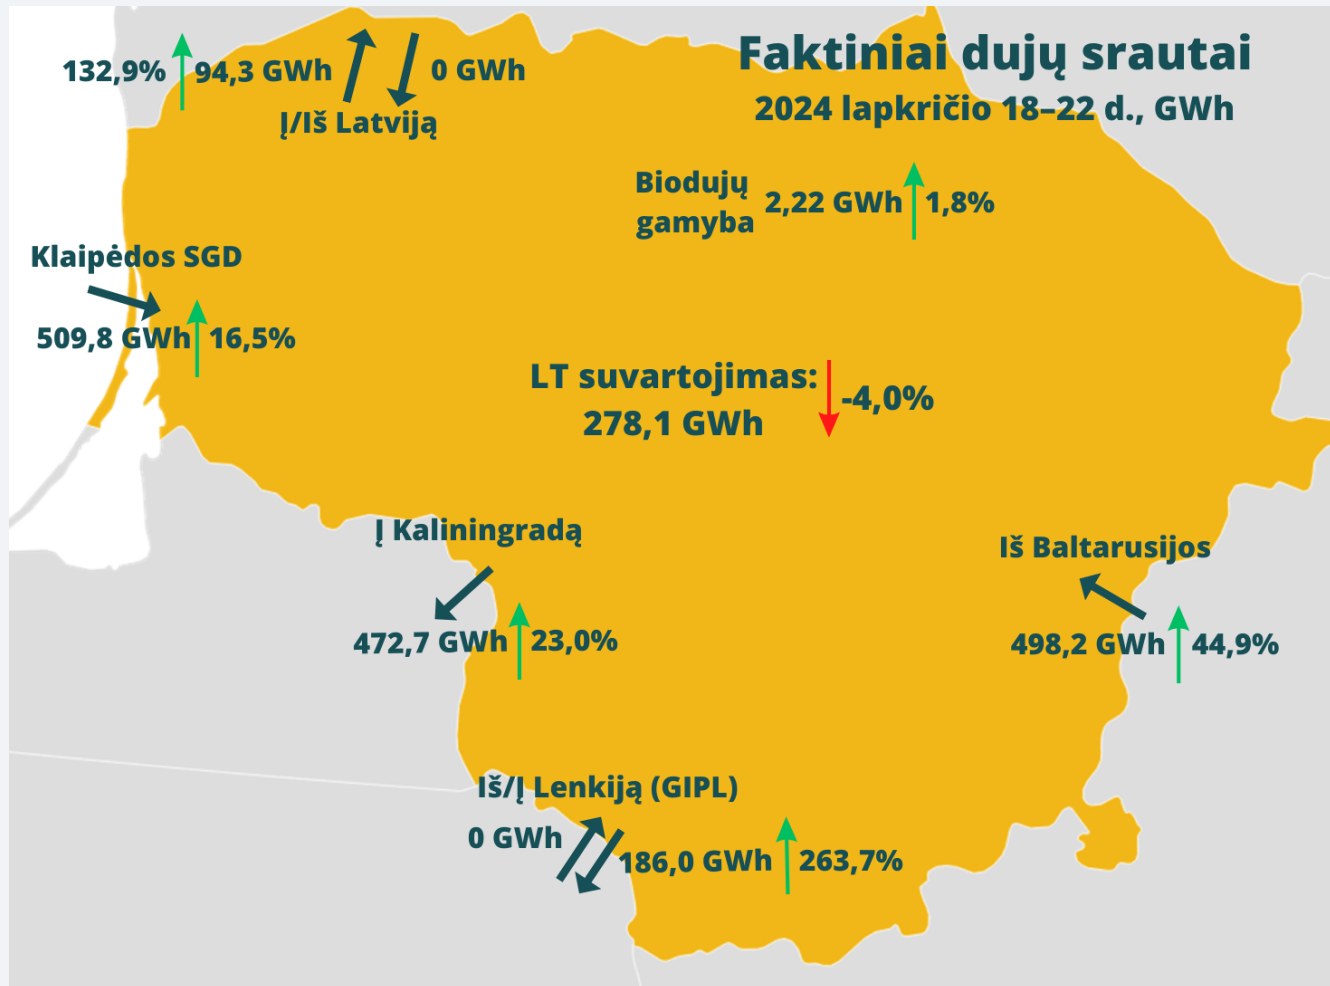 Faktiniai dujų srautai
2024 lapkričio 18–22 d., GWh
132,9% 94,3 GWh
0 GWh
Į/Iš Latviją
Biodujų
gamyba
2,22 GWh 1,8%
Klaipėdos SGD
509,8 GWh 16,5%
LT suvartojimas:
278,1 GWh
-4,0%
Į Kaliningradą
472,7 GWh 23,0%
Iš Baltarusijos
498,2 GWh 44,9%
Iš/Į Lenkiją (GIPL)
0 GWh
186,0 GWh 263,7%